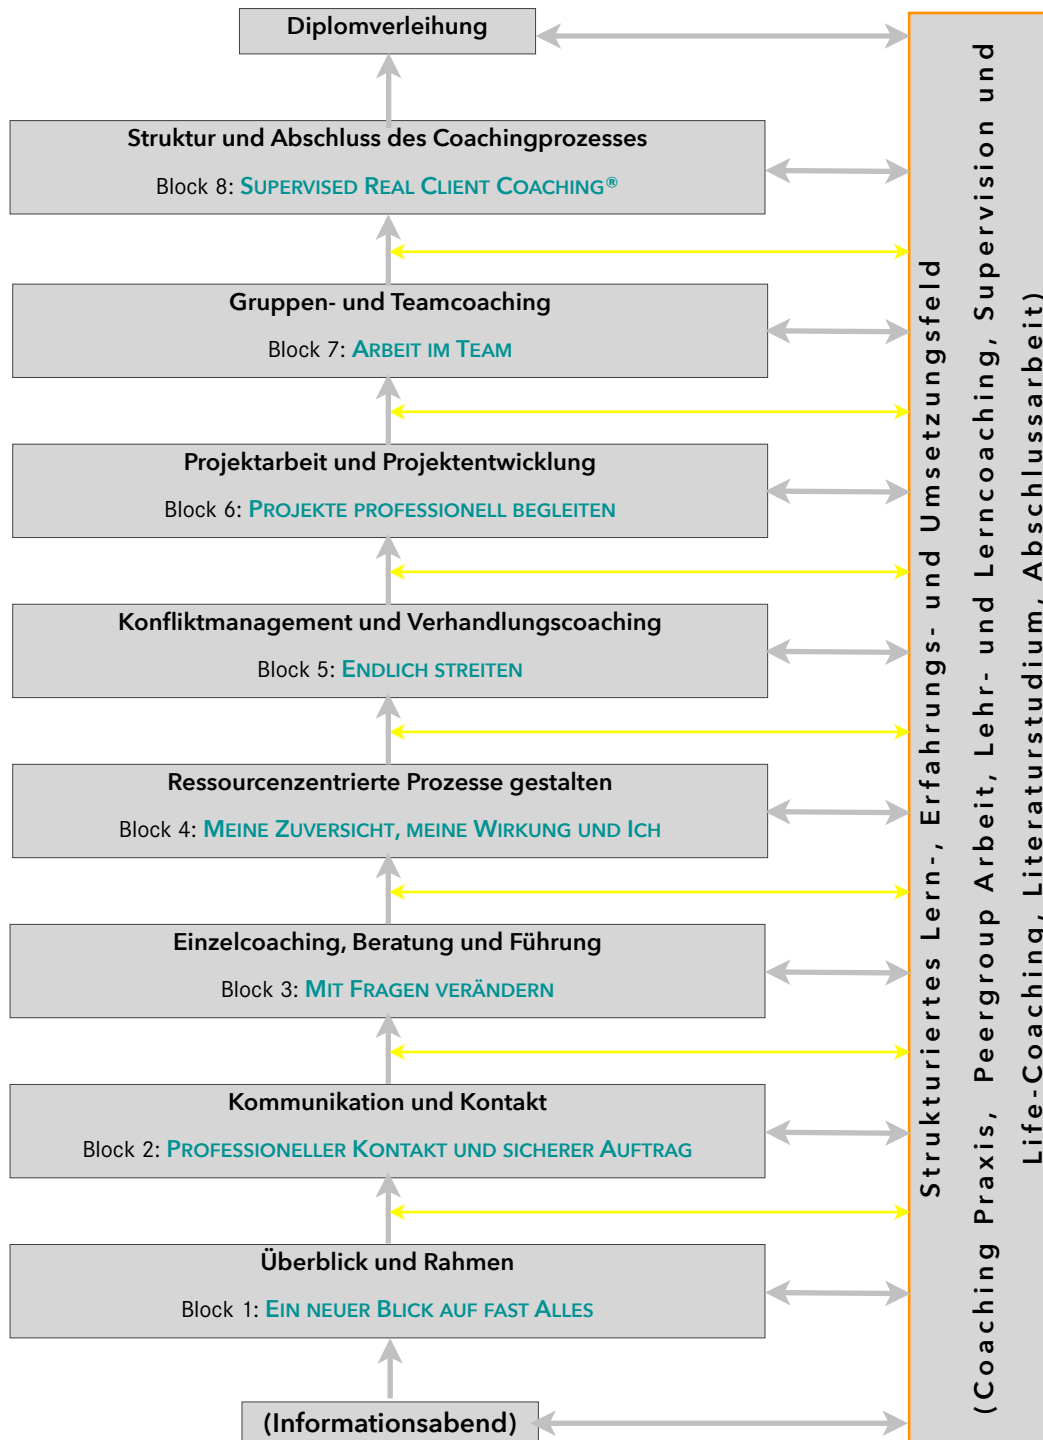 Diplomverleihung
Struktur und Abschluss des Coachingprozesses
Block 8: SUPERVISED REAL CLIENT COACHING®
Gruppen- und Teamcoaching
Block 7: ARBEIT IM TEAM
Projektarbeit und Projektentwicklung
Block 6: PROJEKTE PROFESSIONELL BEGLEITEN
Konfliktmanagement und Verhandlungscoaching
Block 5: ENDLICH STREITEN
Ressourcenzentrierte Prozesse gestalten
Block 4: MEINE ZUVERSICHT, MEINE WIRKUNG UND ICH
Einzelcoaching, Beratung und Führung
Block 3: MIT FRAGEN VERÄNDERN
Kommunikation und Kontakt
Block 2: PROFESSIONELLER KONTAKT UND SICHERER AUFTRAG
Überblick und Rahmen
Block 1: EIN NEUER BLICK AUF FAST ALLES
(Informationsabend)
Strukturiertes Lern-, Erfahrungs- und Umsetzungsfeld
(Coaching Praxis, Peergroup Arbeit, Lehr- und Lerncoaching, Supervision und
Life-Coaching, Literaturstudium, Abschlussarbeit)